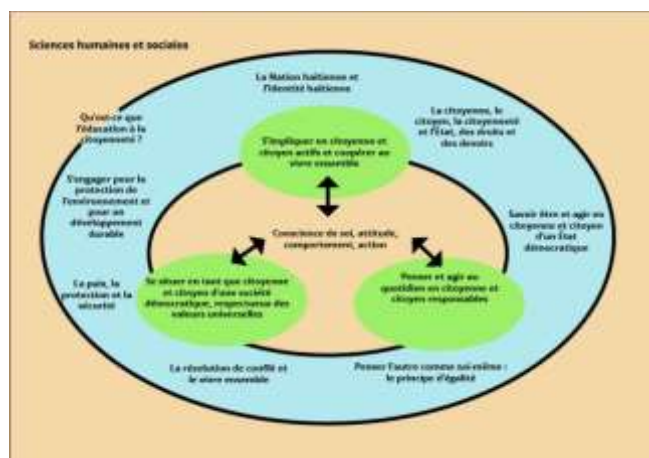 Sciences humaines et sociales
La Nation haïtienne et
l'identité haïtienne
Qu'est-ce que
l'éducation à la
citoyenneté ?
La citoyenne, le
citoyen, la citoyenneté
et l'État, des droits et
des devoirs
S'impliquer en citoyenne et
citoyen actifs et coopérer au
vivre ensemble
S'engager pour la
protection de
l'environnement et
pour un
développement
durable
Savoir être et agir en
citoyenne et citoyen
d'un État
démocratique
Conscience de soi, attitude,
comportement, action
La paix, la
protection et la
sécurité
Se situer en tant que citoyenne
et citoyen d'une société
démocratique, respectueuse des
valeurs universelles
Penser et agir au
quotidien en citoyenne et
citoyen responsables
La résolution de conflit et
le vivre ensemble
Penser l'autre comme soi-même :
le principe d'égalité